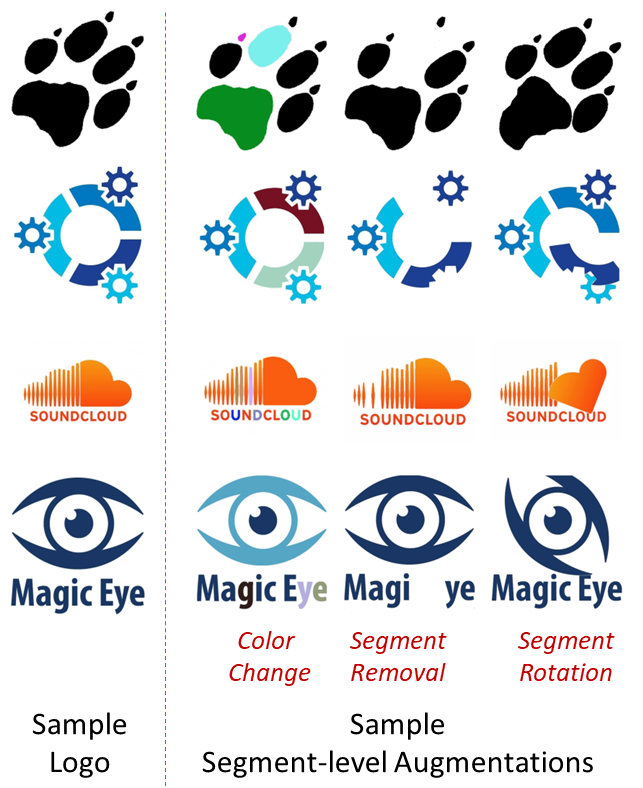 SOUNDCLOUD SOUNDCLOUD SOUNDCLOUD SOUNDCLOUD
Magic Eye Magic Eye Magi ye Magic Eye
Color Segment Segment
Change Removal Rotation
Sample Sample
Logo Segment-level Augmentations